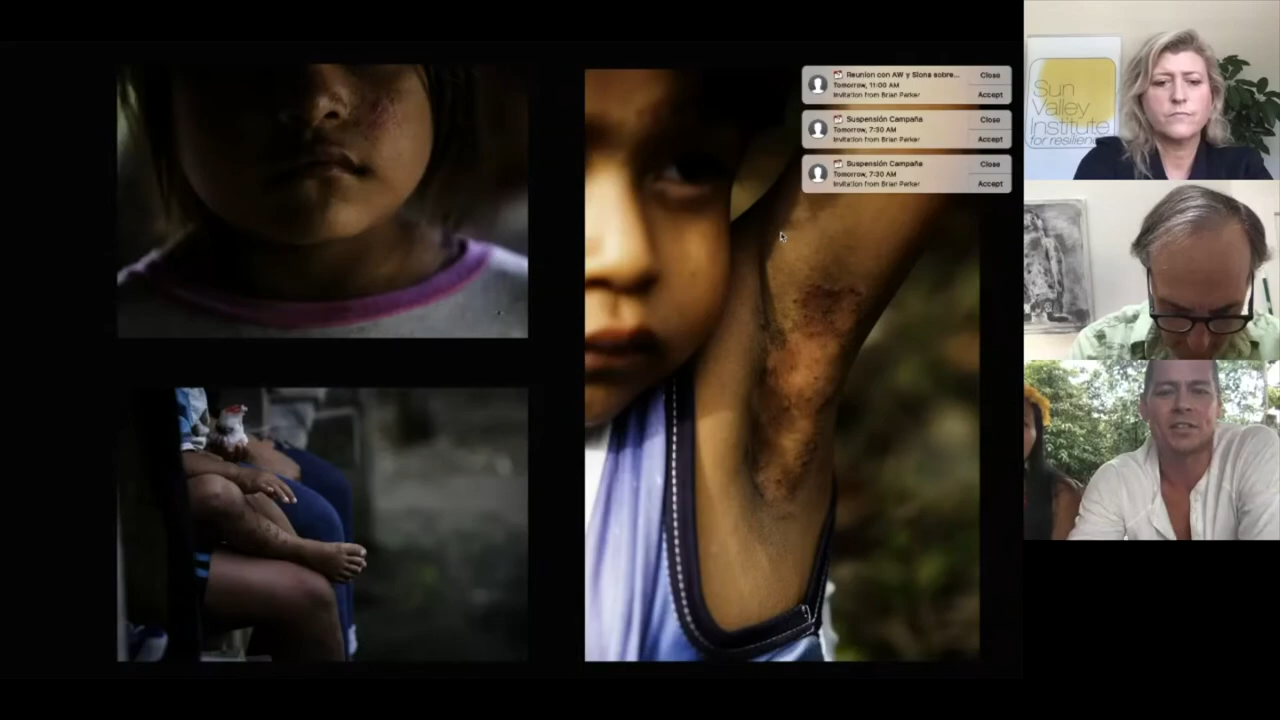 Reunion con AW y Siona sobre...
Tomorrow, 11:00 AM
Invitation from Brian Parker
Close
Accept
Suspensión Campaña
Tomorrow, 7:30 AM
Invitation from Brian Parker
Close
Accept
Suspensión Campaña
Tomorrow, 7:30 AM
Invitation from Brian Parker
Close
Accept
Sun
Valley
Institute
for resilience